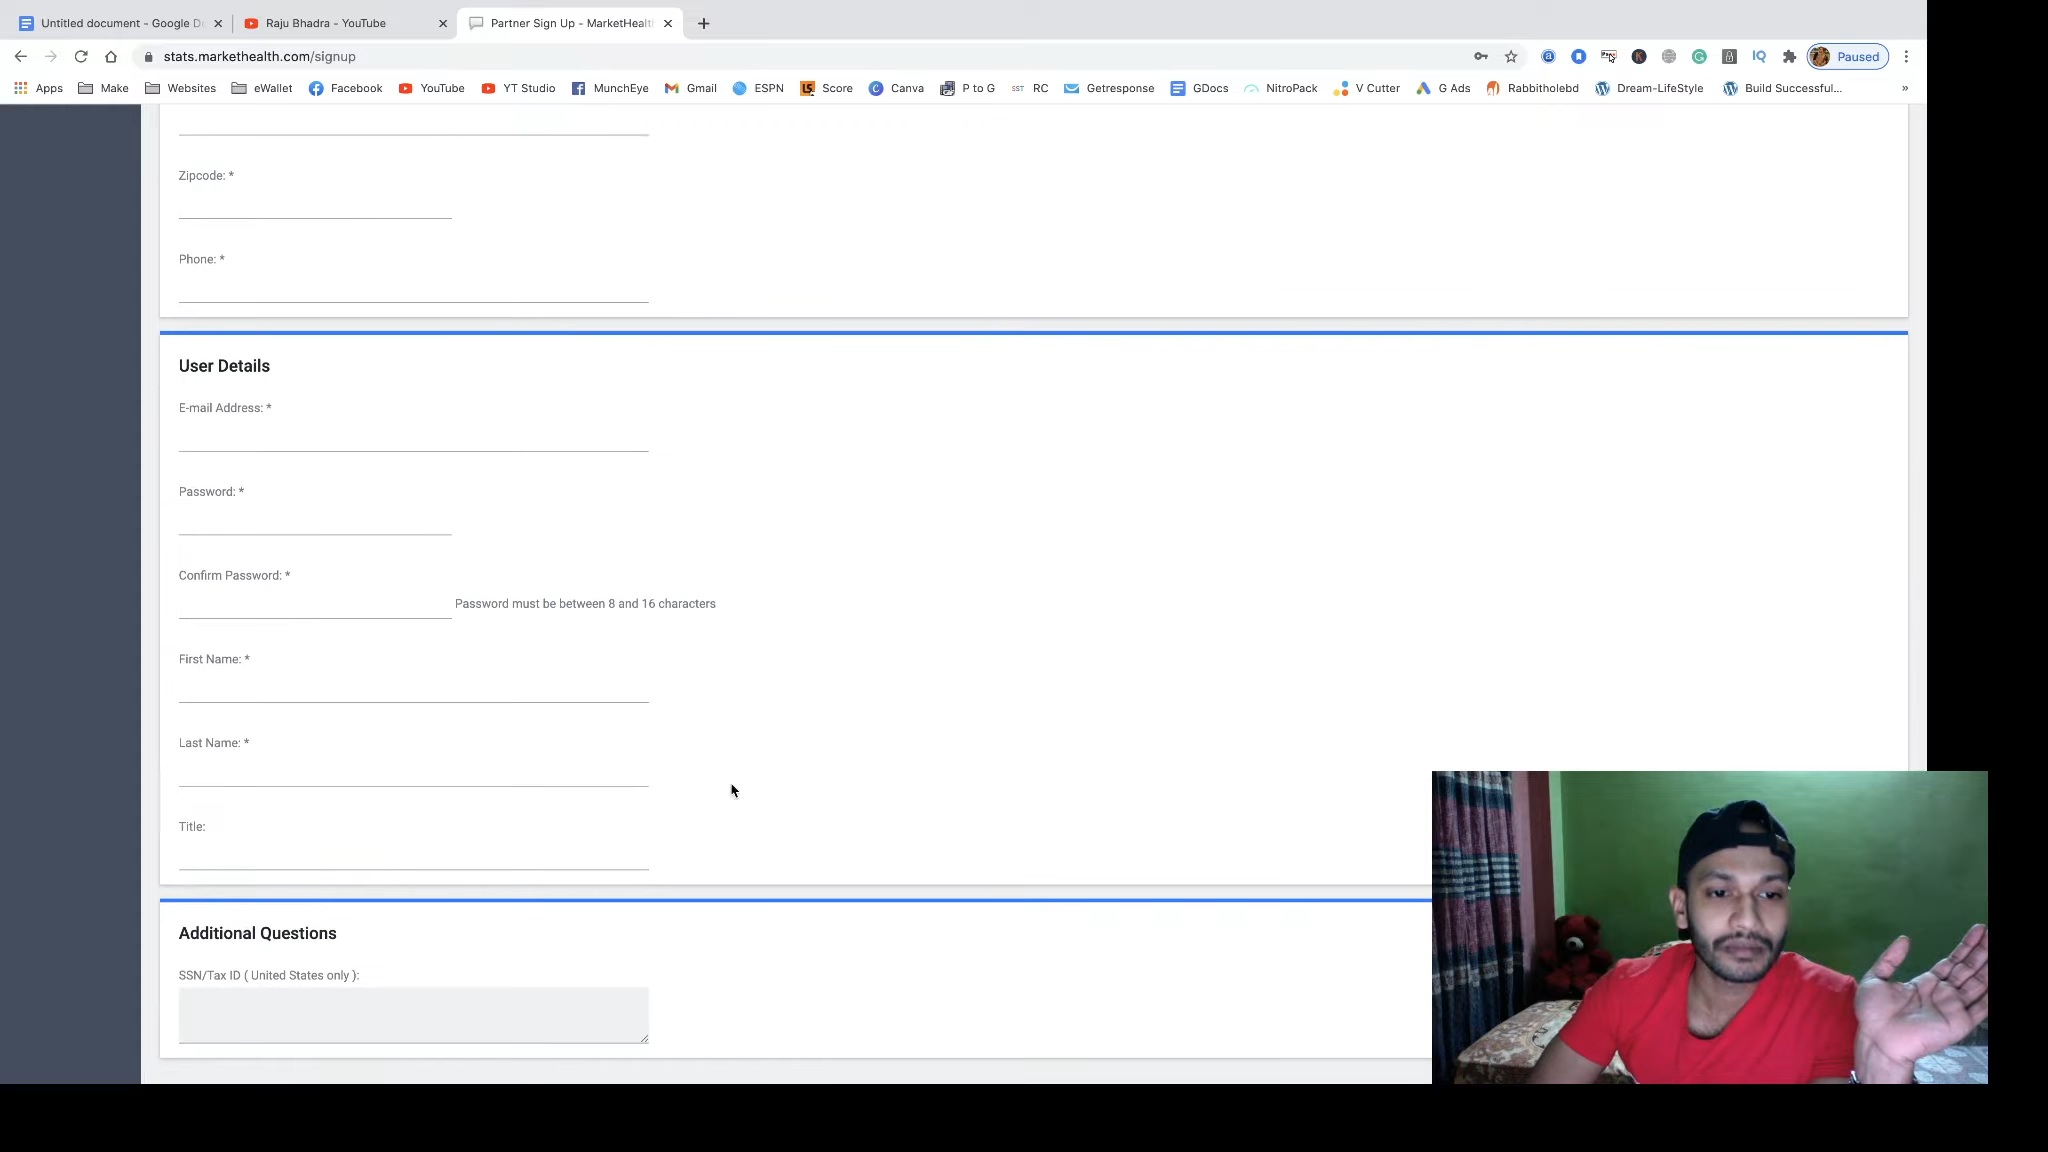 Untitled document - Google D
Raju Bhadra - YouTube
Partner Sign Up - MarketHealth
stats.markethealth.com/signup
Paused
Apps
Make
Websites
eWallet
Facebook
YouTube
YT Studio
MunchEye
Gmail
ESPN
Score
Canva
P to G
RC
Getresponse
GDocs
NitroPack
V Cutter
G Ads
Rabbitholebd
Dream-LifeStyle
Build Successful...
»
Zipcode: *
Phone: *
User Details
E-mail Address: *
Password: *
Confirm Password: *
Password must be between 8 and 16 characters
First Name: *
Last Name: *
Title:
Additional Questions
SSN/Tax ID ( United States only ):